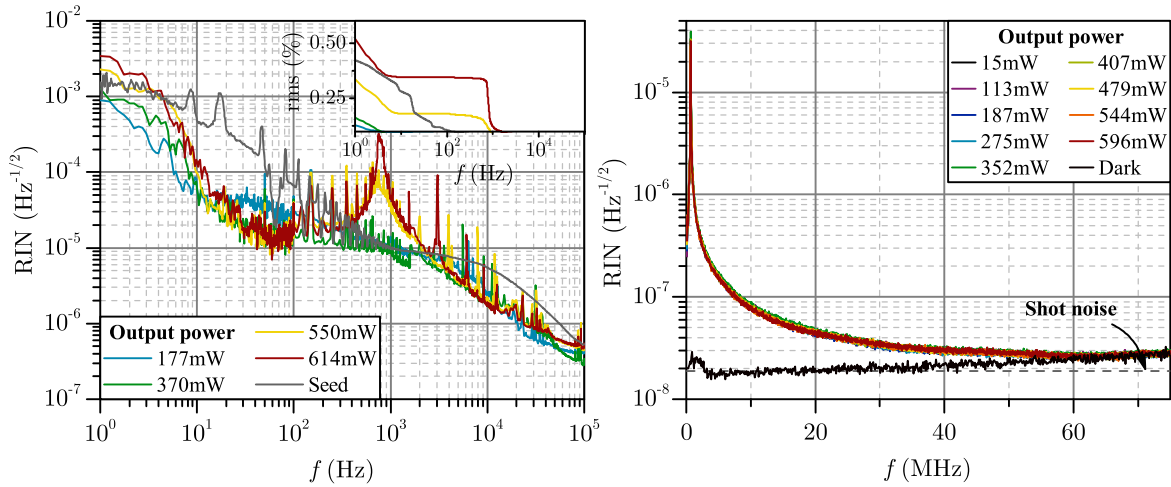 RIN (Hz^-1/2)
10^-2
10^-3
10^-4
10^-5
10^-6
10^-7
rms (%)
0.50
0.25
10^0 10^2 10^4
f (Hz)
Output power
177mW
370mW
550mW
614mW
Seed
10^0 10^1 10^2 10^3 10^4 10^5
f (Hz)
RIN (Hz^-1/2)
10^-5
10^-6
10^-7
10^-8
Output power
15mW
113mW
187mW
275mW
352mW
407mW
479mW
544mW
596mW
Dark
Shot noise
0 20 40 60
f (MHz)